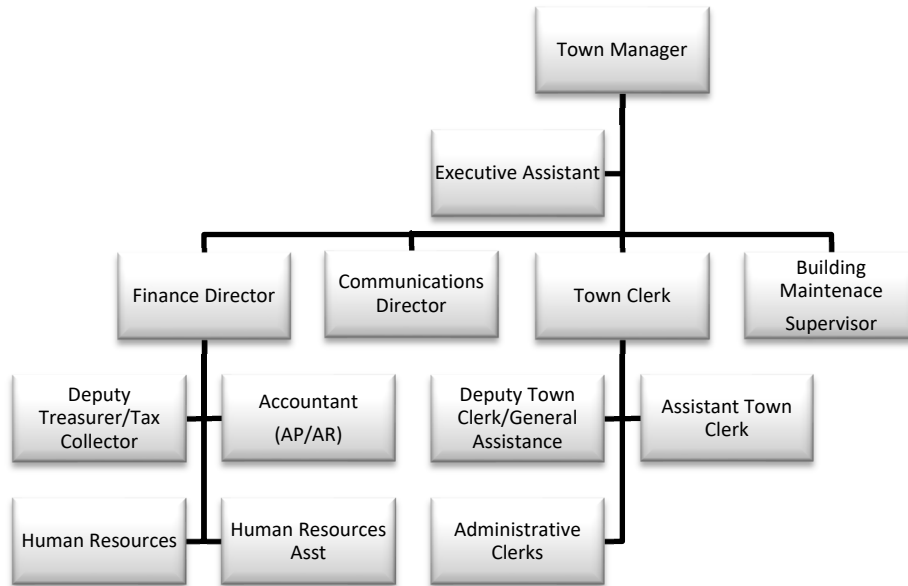 Town Manager
Executive Assistant
Finance Director
Communications
Director
Town Clerk
Building
Maintenace
Supervisor
Deputy
Treasurer/Tax
Collector
Accountant
(AP/AR)
Deputy Town
Clerk/General
Assistance
Assistant Town
Clerk
Human Resources
Human Resources
Asst
Administrative
Clerks